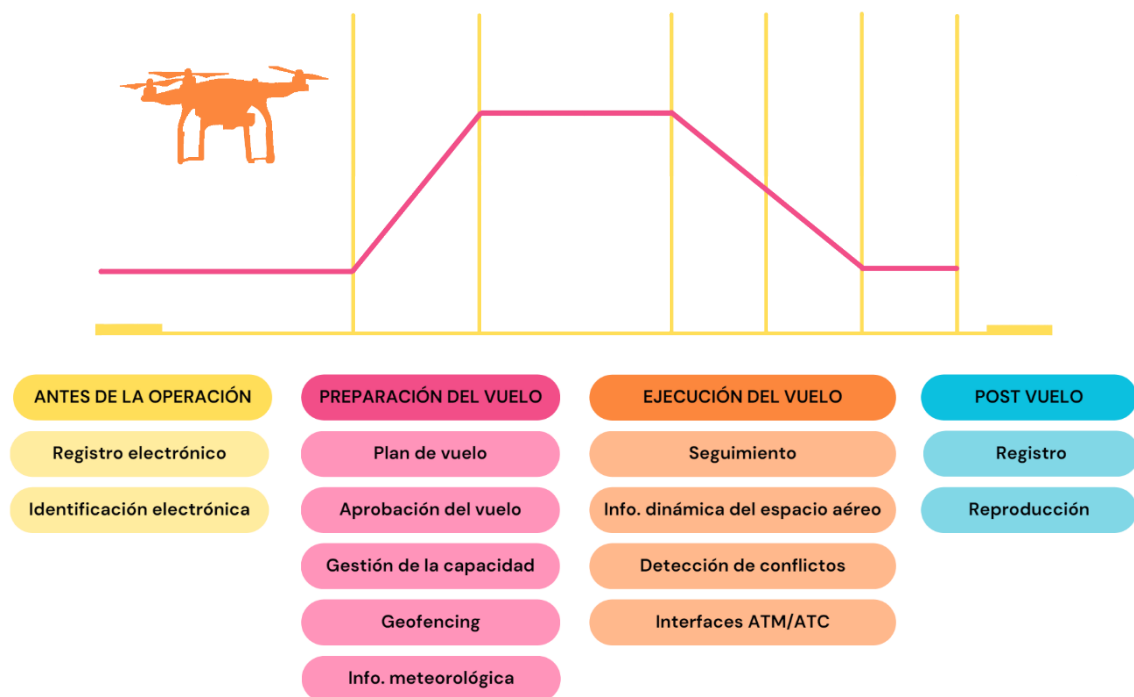 ANTES DE LA OPERACIÓN
Registro electrónico
Identificación electrónica
PREPARACIÓN DEL VUELO
Plan de vuelo
Aprobación del vuelo
Gestión de la capacidad
Geofencing
Info. meteorológica
EJECUCIÓN DEL VUELO
Seguimiento
Info. dinámica del espacio aéreo
Detección de conflictos
Interfaces ATM/ATC
POST VUELO
Registro
Reproducción